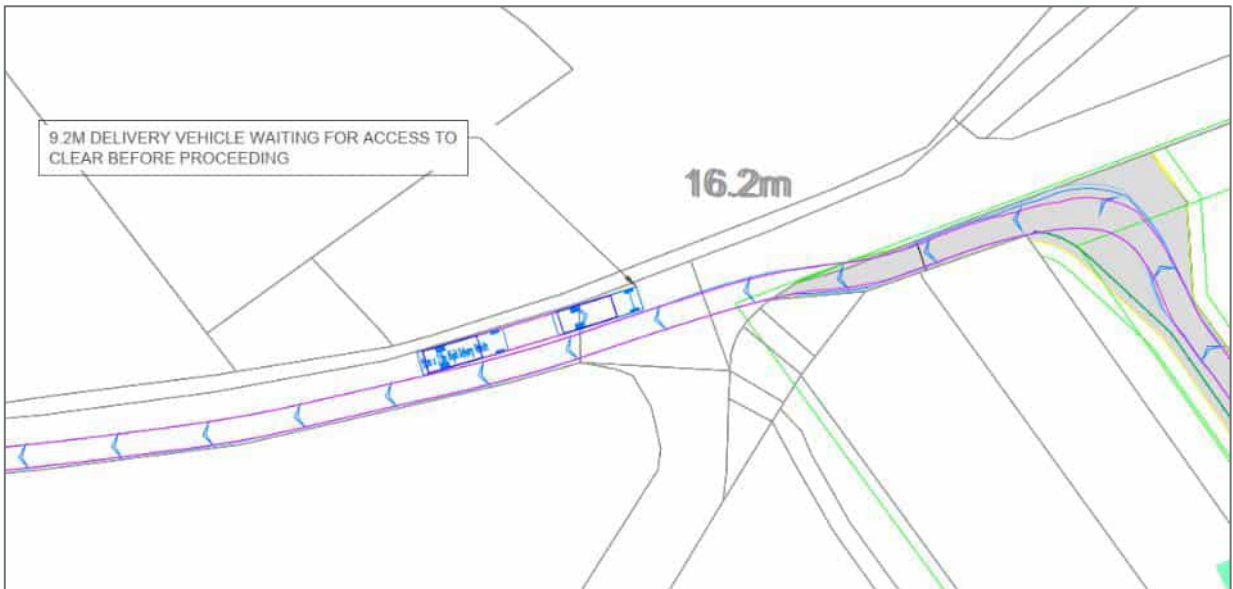 9.2M DELIVERY VEHICLE WAITING FOR ACCESS TO
CLEAR BEFORE PROCEEDING
16.2m